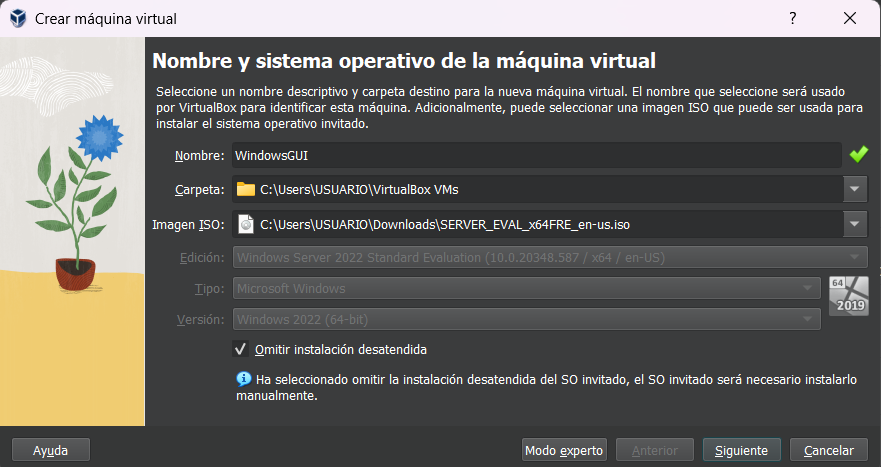 Crear máquina virtual
Nombre y sistema operativo de la máquina virtual
Seleccione un nombre descriptivo y carpeta destino para la nueva máquina virtual. El nombre que seleccione será usado
por VirtualBox para identificar esta máquina. Adicionalmente, puede seleccionar una imagen ISO que puede ser usada para
instalar el sistema operativo invitado.
Nombre: WindowsGUI
Carpeta: C:\Users\USUARIO\VirtualBox VMs
Imagen ISO: C:\Users\USUARIO\Downloads\SERVER_EVAL_x64FRE_en-us.iso
Edición: Windows Server 2022 Standard Evaluation (10.0.20348.587 / x64 / en-US)
Tipo: Microsoft Windows
64
2019
Versión: Windows 2022 (64-bit)
Omitir instalación desatendida
Ha seleccionado omitir la instalación desatendida del SO invitado, el SO invitado será necesario instalarlo
manualmente.
Ayuda Modo experto Anterior Siguiente Cancelar